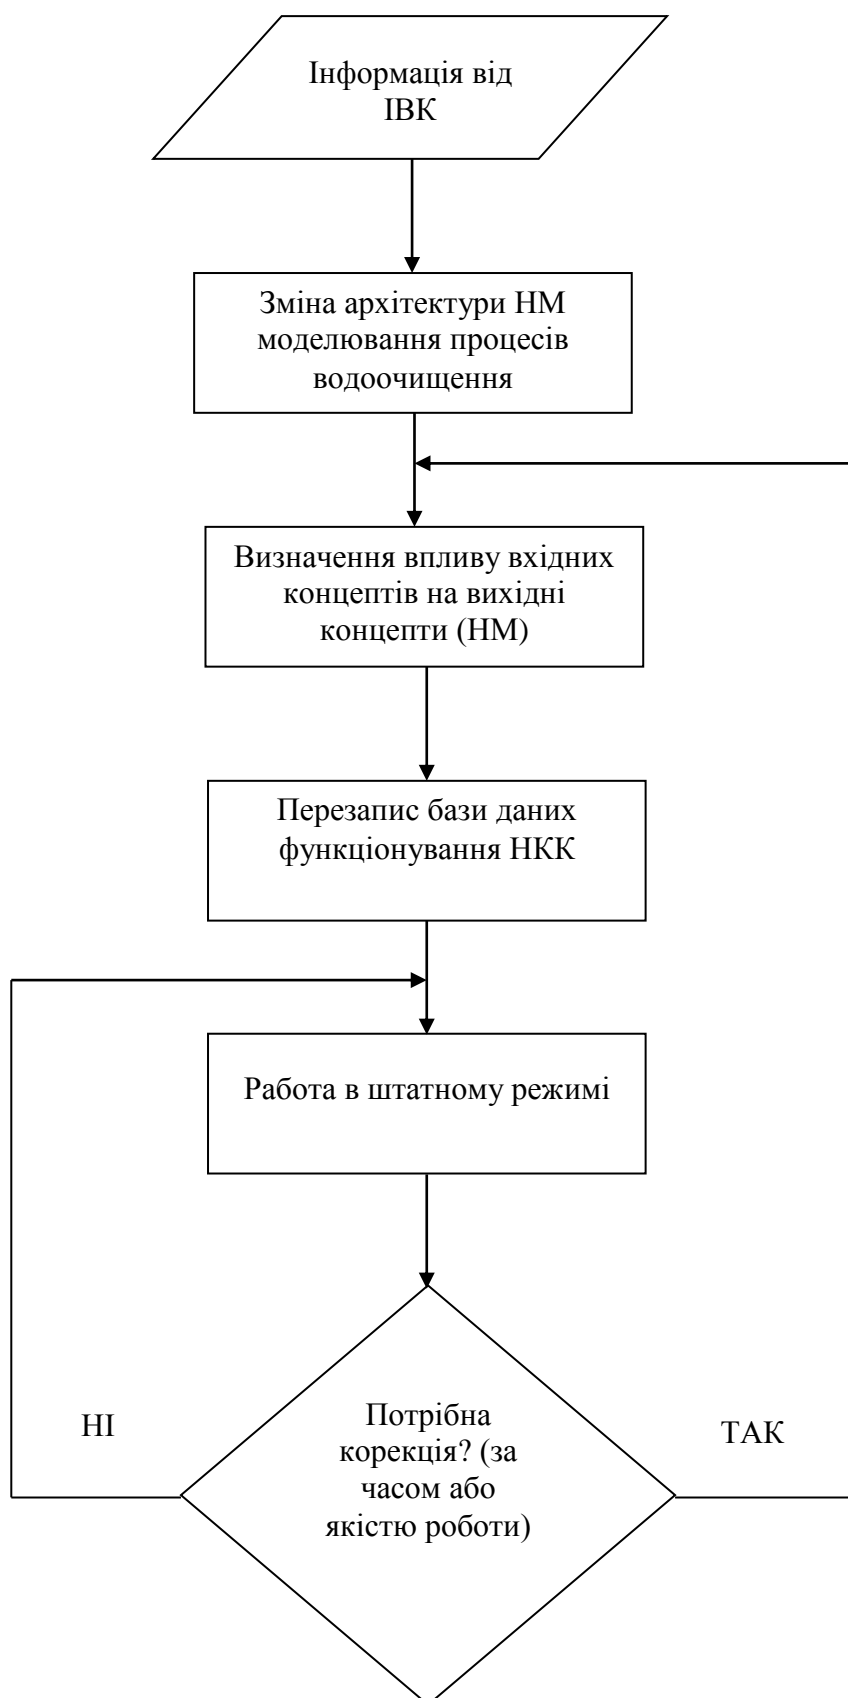 Інформація від
ІВК
Зміна архітектури НМ
моделювання процесів
водоочищення
Визначення впливу вхідних
концептів на вихідні
концепти (НМ)
Перезапис бази даних
функціонування НКК
Работа в штатному режимі
НІ
Потрібна
корекція? (за
часом або
якістю роботи)
ТАК